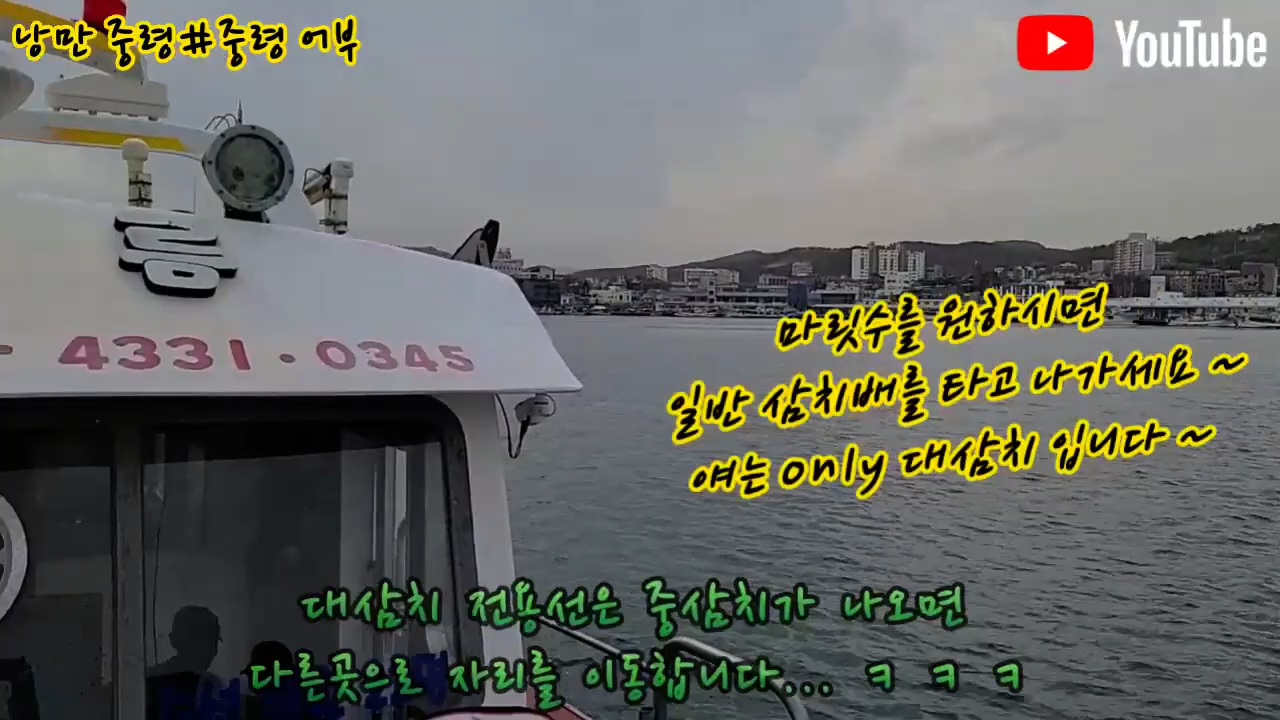 낭만 중령#중령 어부
YouTube
룡
4331·0345
마릿수를 원하시면
일반 삼치배를 타고 나가세요 ~
얘는 only 대삼치 입니다 ~
대삼치 전용선은 중삼치가 나오면
다른곳으로 자리를 이동합니다... ㅋ ㅋ ㅋ